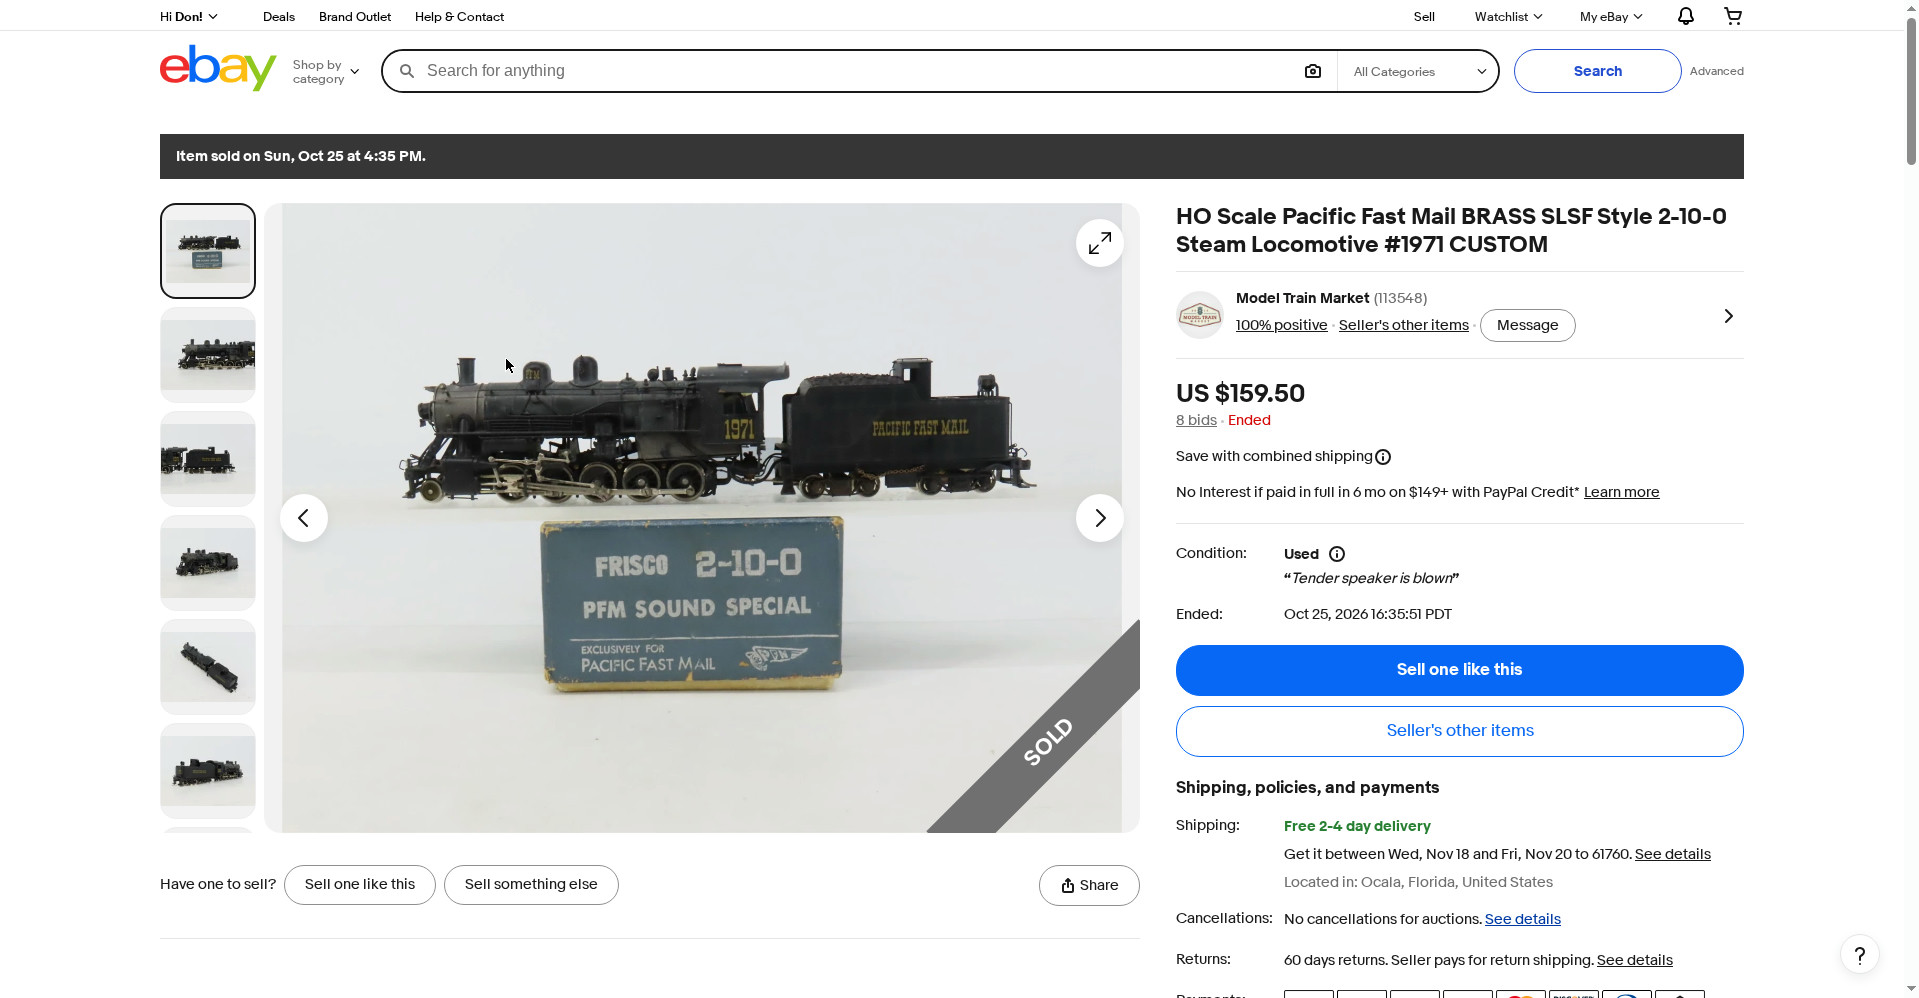 Hi Don!
Deals
Brand Outlet
Help & Contact
Sell
Watchlist
My eBay
ebay
Shop by
category
Search for anything
All Categories
Search
Advanced
Item sold on Sun, Oct 25 at 4:35 PM.
1971
PACIFIC FAST MAIL
FRISCO 2-10-0
PFM SOUND SPECIAL
EXCLUSIVELY FOR
PACIFIC FAST MAIL
SOLD
Have one to sell?
Sell one like this
Sell something else
Share
HO Scale Pacific Fast Mail BRASS SLSF Style 2-10-0
Steam Locomotive #1971 CUSTOM
MODEL TRAIN
Model Train Market (113548)
100% positive · Seller's other items · Message
US $159.50
8 bids · Ended
Save with combined shipping
No Interest if paid in full in 6 mo on $149+ with PayPal Credit* Learn more
Condition: Used
“Tender speaker is blown”
Ended: Oct 25, 2026 16:35:51 PDT
Sell one like this
Seller's other items
Shipping, policies, and payments
Shipping: Free 2-4 day delivery
Get it between Wed, Nov 18 and Fri, Nov 20 to 61760. See details
Located in: Ocala, Florida, United States
Cancellations: No cancellations for auctions. See details
Returns: 60 days returns. Seller pays for return shipping. See details
?